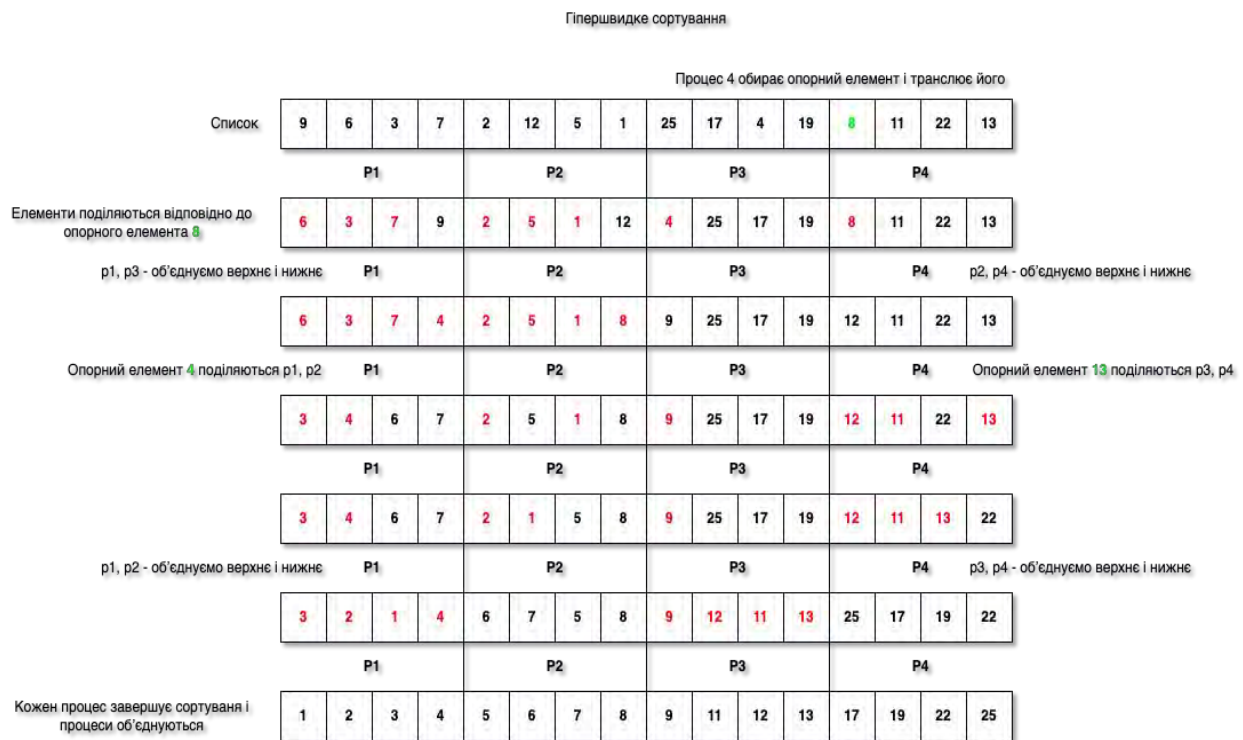 Гіпершвидке сортування
Процес 4 обирає опорний елемент і транслює його
Список 9 6 3 7 2 12 5 1 25 17 4 19 8 11 22 13
P1 P2 P3 P4
Елементи поділяються відповідно до
опорного елемента 8
6 3 7 9 2 5 1 12 4 25 17 19 8 11 22 13
p1, p3 - об'єднуємо верхнє і нижнє P1 P2 P3 P4 p2, p4 - об'єднуємо верхнє і нижнє
6 3 7 4 2 5 1 8 9 25 17 19 12 11 22 13
Опорний елемент 4 поділяються p1, p2 P1 P2 P3 P4 Опорний елемент 13 поділяються p3, p4
3 4 6 7 2 5 1 8 9 25 17 19 12 11 22 13
P1 P2 P3 P4
3 4 6 7 2 1 5 8 9 25 17 19 12 11 13 22
p1, p2 - об'єднуємо верхнє і нижнє P1 P2 P3 P4 p3, p4 - об'єднуємо верхнє і нижнє
3 2 1 4 6 7 5 8 9 12 11 13 25 17 19 22
P1 P2 P3 P4
Кожен процес завершує сортуваня і
процеси об'єднуються
1 2 3 4 5 6 7 8 9 11 12 13 17 19 22 25